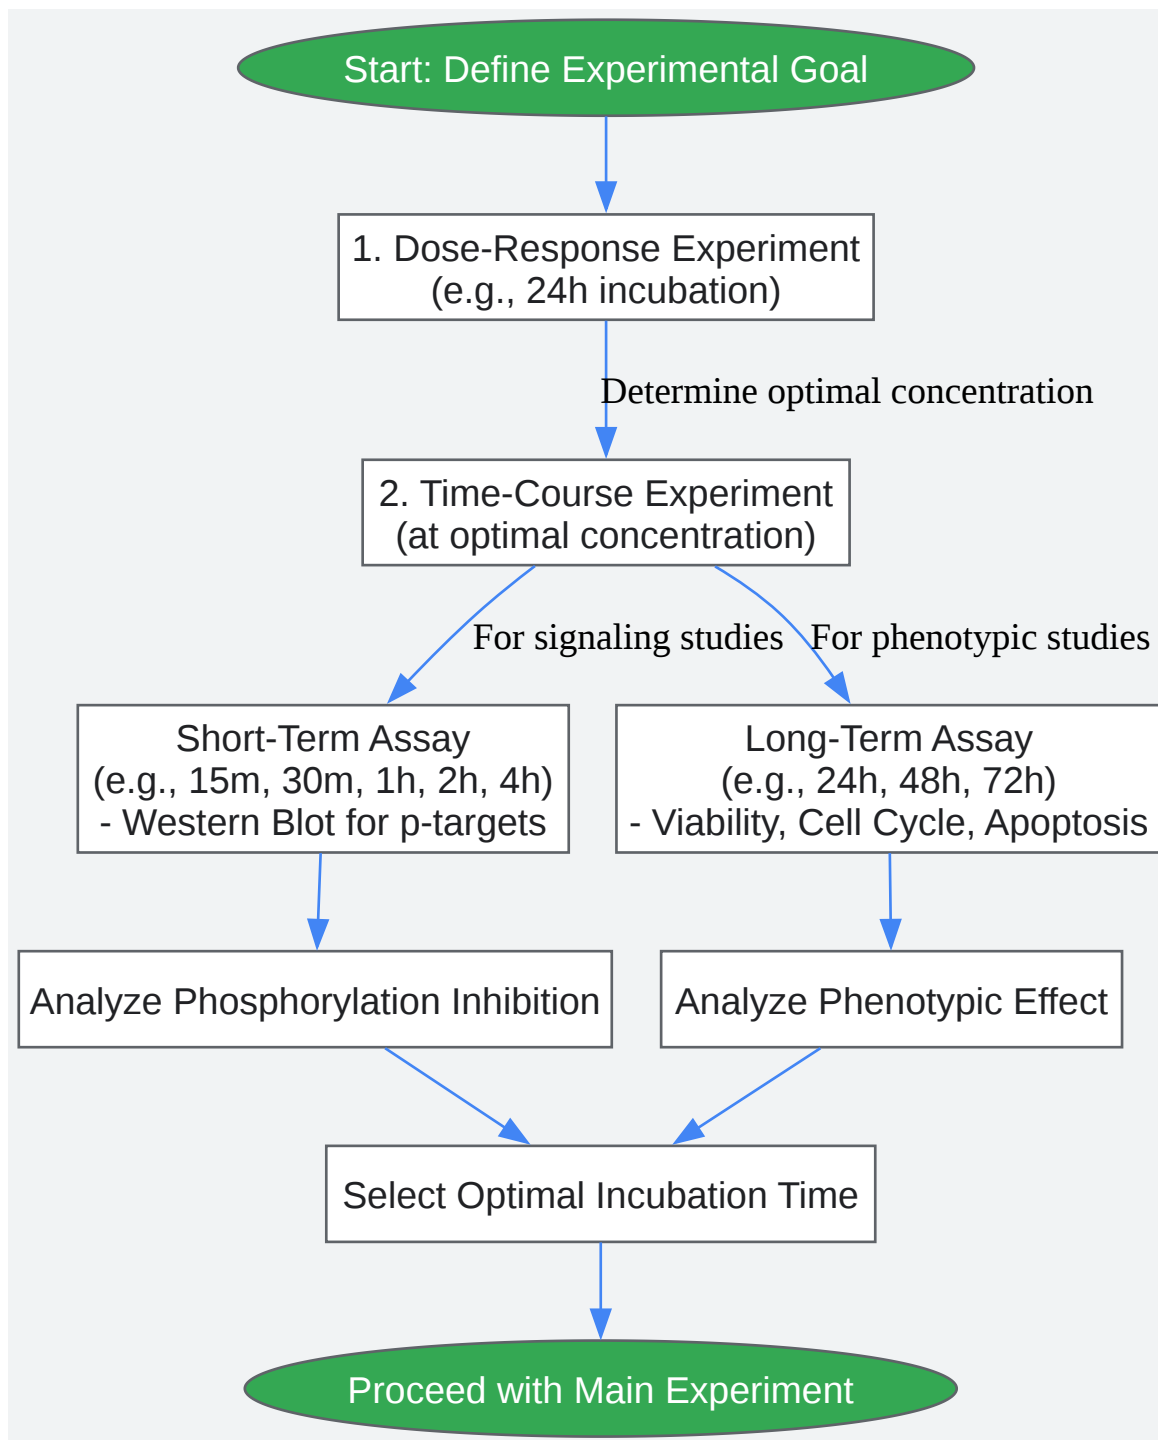 Start: Define Experimental Goal
1. Dose-Response Experiment
(e.g., 24h incubation)
Determine optimal concentration
2. Time-Course Experiment
(at optimal concentration)
For signaling studies
For phenotypic studies
Short-Term Assay
(e.g., 15m, 30m, 1h, 2h, 4h)
- Western Blot for p-targets
Long-Term Assay
(e.g., 24h, 48h, 72h)
- Viability, Cell Cycle, Apoptosis
Analyze Phosphorylation Inhibition
Analyze Phenotypic Effect
Select Optimal Incubation Time
Proceed with Main Experiment